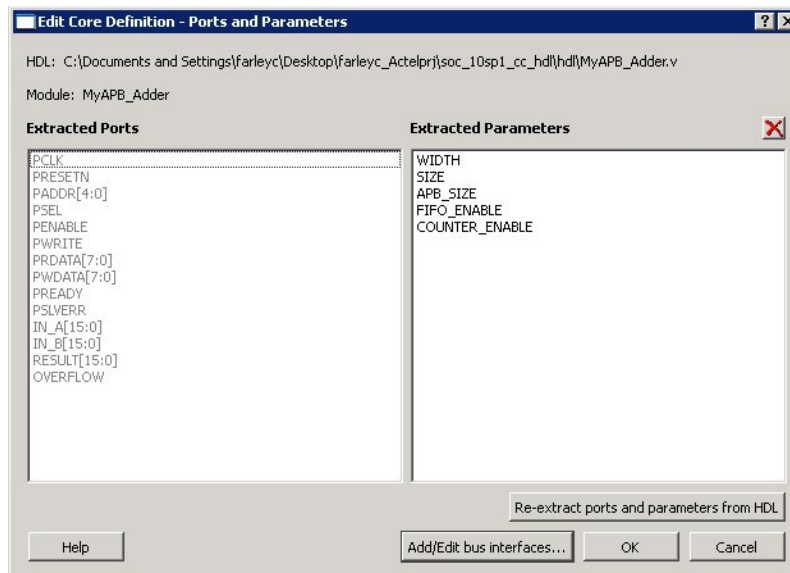 Edit Core Definition - Ports and Parameters
HDL: C:\Documents and Settings\farleyc\Desktop\farleyc_Actelprj\soc_10sp1_cc_hdl\hdl\MyAPB_Adder.v
Module: MyAPB_Adder
Extracted Ports
PCLK
PRESETN
PADDR[4:0]
PSEL
PENABLE
PWRITE
PRDATA[7:0]
PWDATA[7:0]
PREADY
PSLVERR
IN_A[15:0]
IN_B[15:0]
RESULT[15:0]
OVERFLOW
Extracted Parameters
WIDTH
SIZE
APB_SIZE
FIFO_ENABLE
COUNTER_ENABLE
Re-extract ports and parameters from HDL
Help
Add/Edit bus interfaces...
OK
Cancel